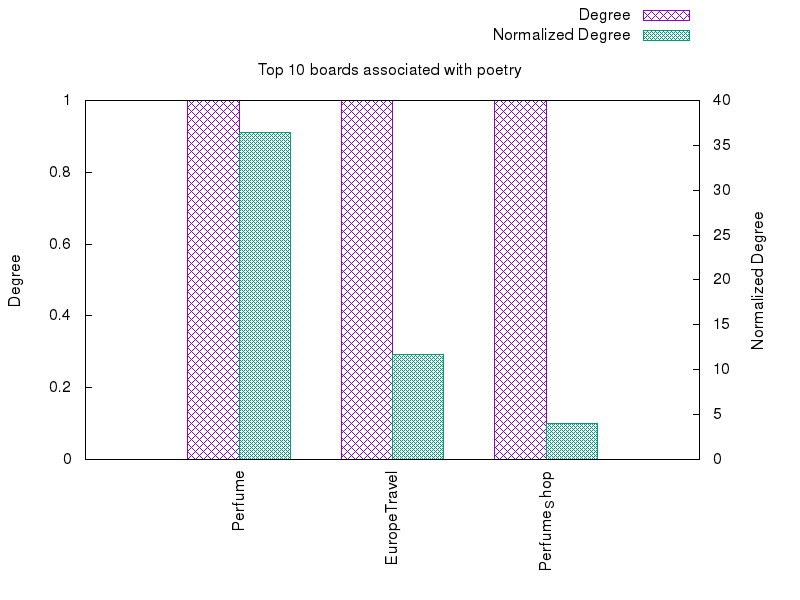 Degree
Normalized Degree
Top 10 boards associated with poetry
1
0.8
0.6
0.4
0.2
0
40
35
30
25
20
15
10
5
0
Degree
Normalized Degree
Perfume
EuropeTravel
Perfumeshop